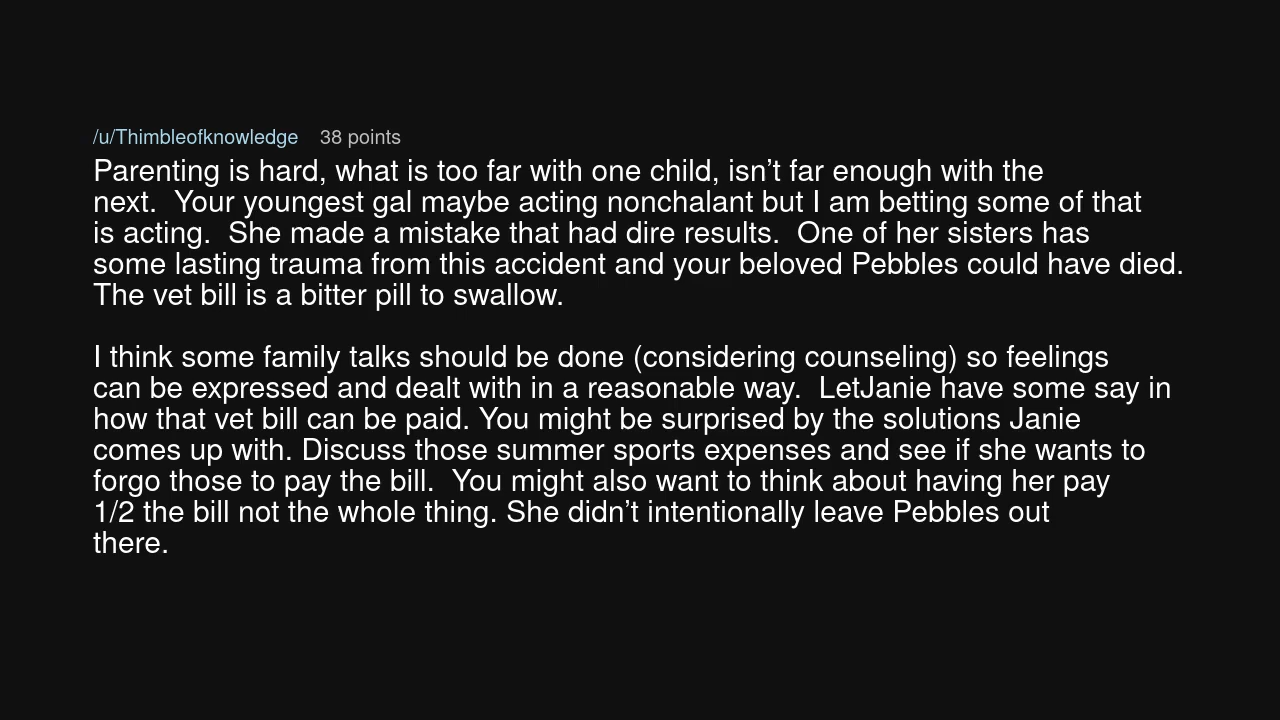 /u/Thimbleofknowledge 38 points
Parenting is hard, what is too far with one child, isn’t far enough with the
next.  Your youngest gal maybe acting nonchalant but I am betting some of that
is acting.  She made a mistake that had dire results.  One of her sisters has
some lasting trauma from this accident and your beloved Pebbles could have died.
The vet bill is a bitter pill to swallow.
I think some family talks should be done (considering counseling) so feelings
can be expressed and dealt with in a reasonable way.  LetJanie have some say in
how that vet bill can be paid. You might be surprised by the solutions Janie
comes up with. Discuss those summer sports expenses and see if she wants to
forgo those to pay the bill.  You might also want to think about having her pay
1/2 the bill not the whole thing. She didn’t intentionally leave Pebbles out
there.